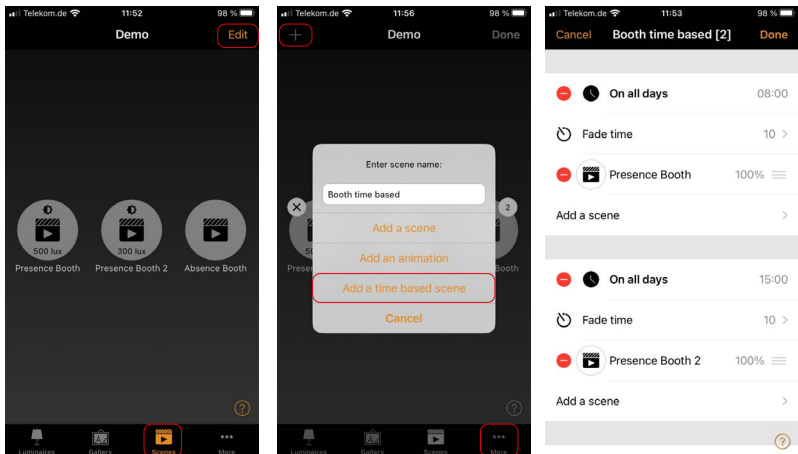 Telekom.de 11:52 98 %
Demo Edit
500 lux 300 lux
Presence Booth Presence Booth 2 Absence Booth
?
Luminaires Gallery Scenes More
Telekom.de 11:56 98 %
+ Demo Done
Enter scene name:
Booth time based
2
Add a scene
50
Presen Booth
Add an animation
Add a time based scene
Cancel
?
Luminaires Gallery Scenes More
Telekom.de 11:53 98 %
Cancel Booth time based [2] Done
On all days 08:00
Fade time 10 >
Presence Booth 100%
Add a scene >
On all days 15:00
Fade time 10 >
Presence Booth 2 100%
Add a scene >
?